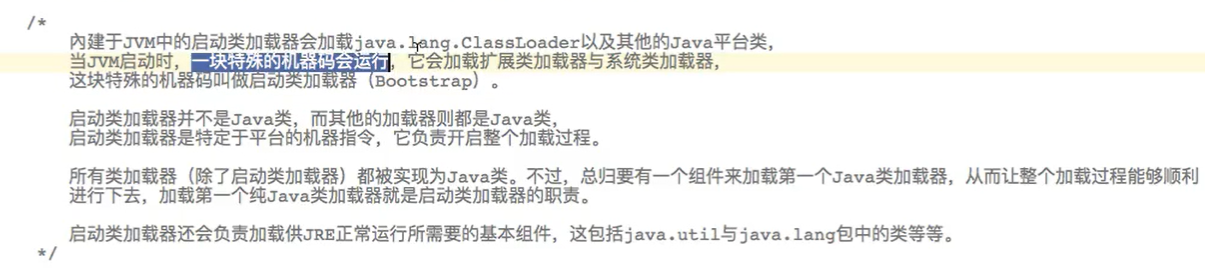 /*
内建于JVM中的启动类加载器会加载java.lang.ClassLoader以及其他的Java平台类，
当JVM启动时，一块特殊的机器码会运行，它会加载扩展类加载器与系统类加载器，
这块特殊的机器码叫做启动类加载器（Bootstrap）。
启动类加载器并不是Java类，而其他的加载器则都是Java类，
启动类加载器是特定于平台的机器指令，它负责开启整个加载过程。
所有类加载器（除了启动类加载器）都被实现为Java类。不过，总归要有一个组件来加载第一个Java类加载器，从而让整个加载过程能够顺利
进行下去，加载第一个纯Java类加载器就是启动类加载器的职责。
启动类加载器还会负责加载供JRE正常运行所需要的基本组件，这包括java.util与java.lang包中的类等等。
*/